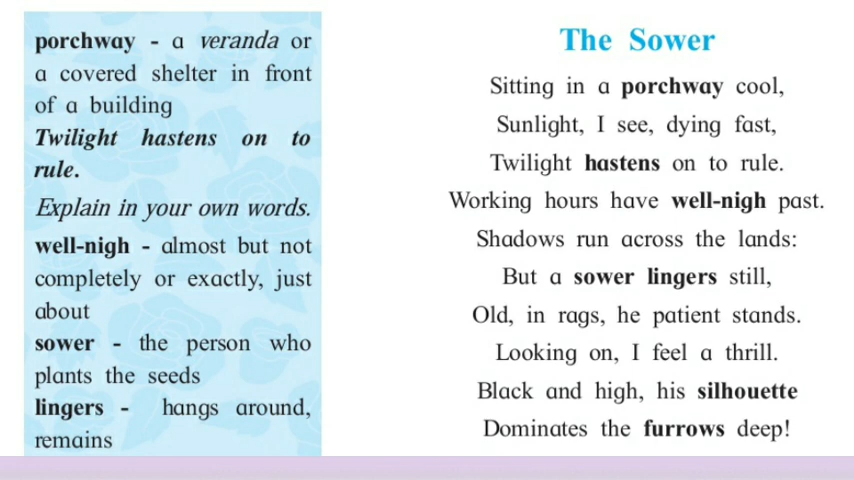 porchway - a veranda or
a covered shelter in front
of a building
Twilight hastens on to
rule.
Explain in your own words.
well-nigh - almost but not
completely or exactly, just
about
sower - the person who
plants the seeds
lingers - hangs around,
remains
The Sower
Sitting in a porchway cool,
Sunlight, I see, dying fast,
Twilight hastens on to rule.
Working hours have well-nigh past.
Shadows run across the lands:
But a sower lingers still,
Old, in rags, he patient stands.
Looking on, I feel a thrill.
Black and high, his silhouette
Dominates the furrows deep!